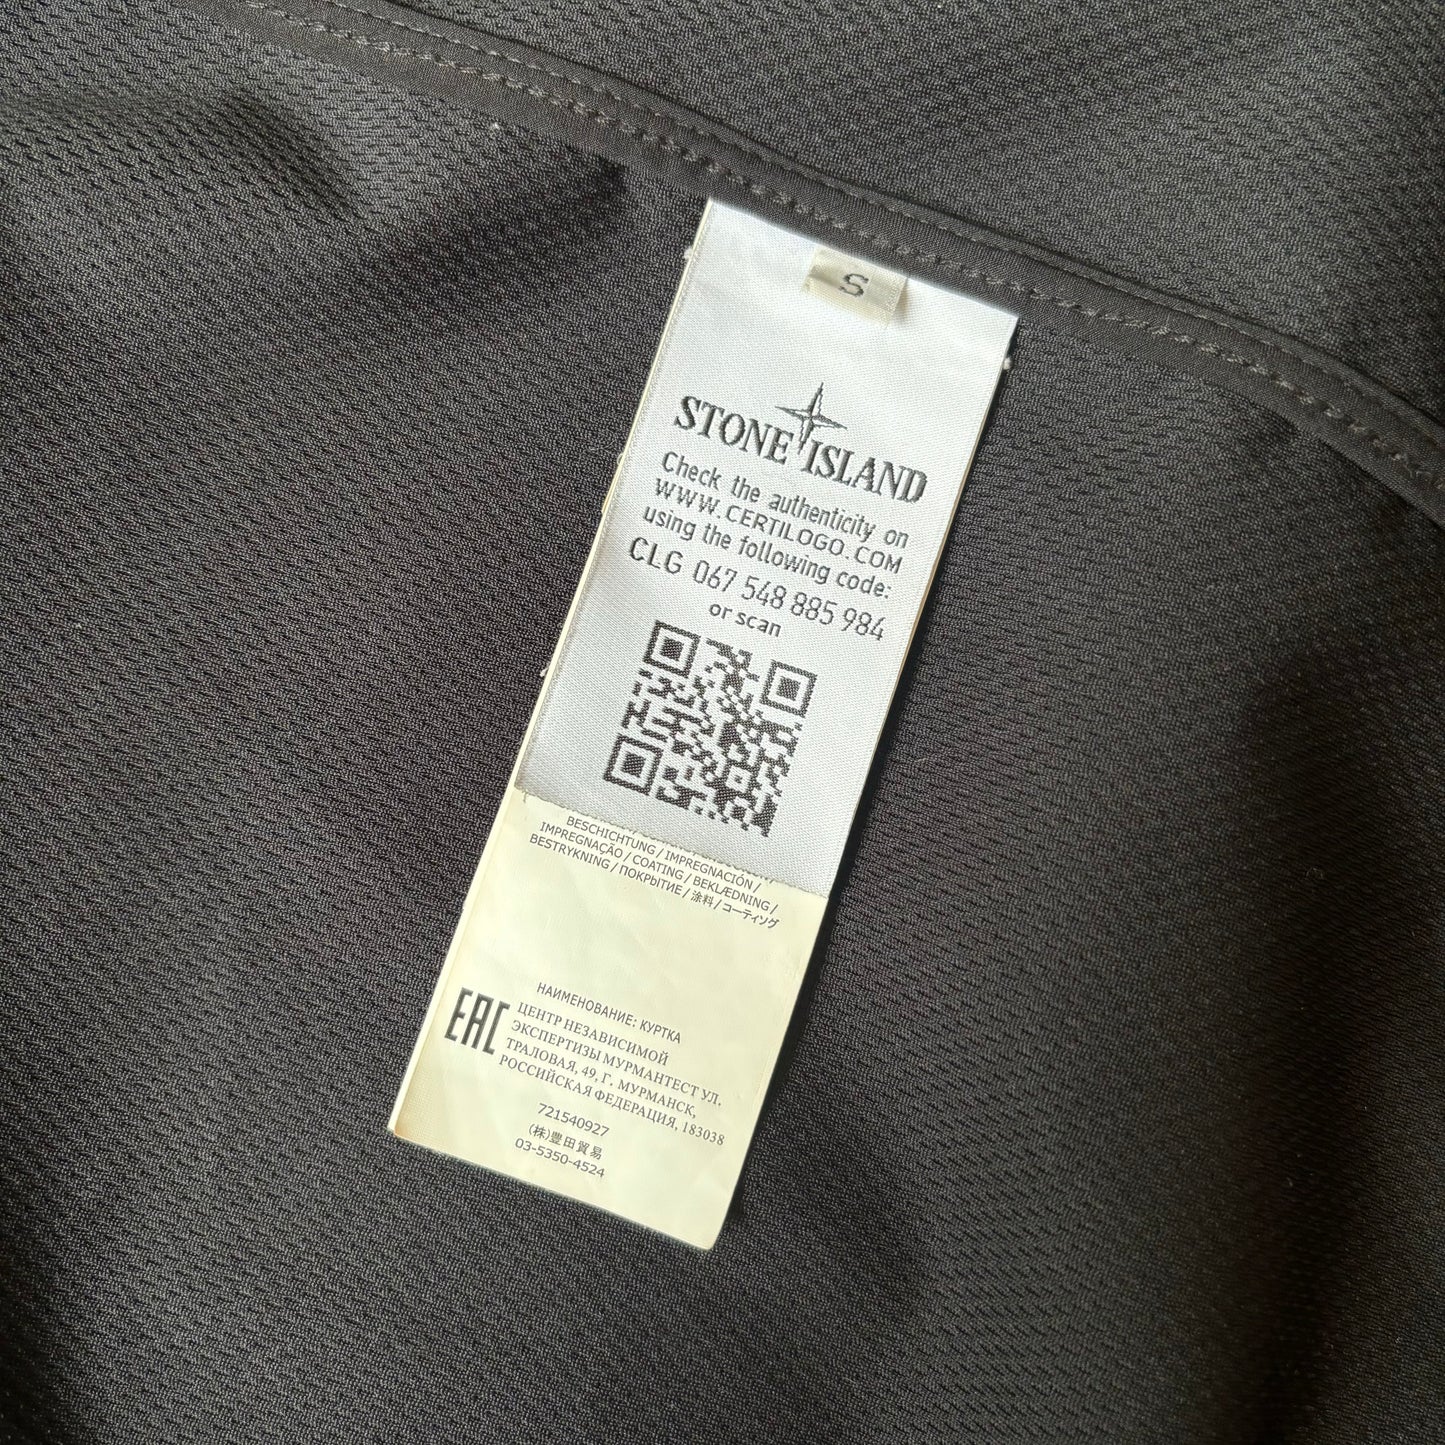 S
STONE ISLAND
Check the authenticity on
WWW.CERTILOGO.COM
using the following code:
CLG 067 548 885 984
or scan
BESCHICHTUNG / IMPREGNACIÓN /
IMPREGNAÇÃO / COATING / BEKLÆDNING /
BESTRYKNING / ПОКРЫТИЕ / 涂料 / コーティング
НАИМЕНОВАНИЕ: КУРТКА
EAC
ЦЕНТР НЕЗАВИСИМОЙ
ЭКСПЕРТИЗЫ МУРМАНТЕСТ УЛ.
ТРАЛОВАЯ, 49, Г. МУРМАНСК,
РОССИЙСКАЯ ФЕДЕРАЦИЯ, 183038
721540927
(株)豊田貿易
03-5350-4524